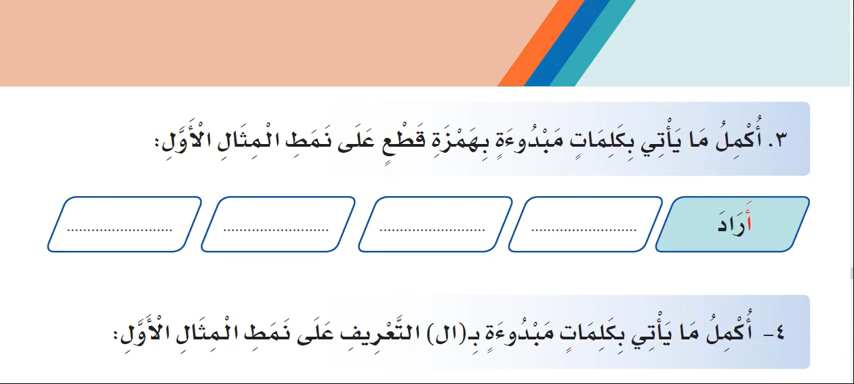 ٣. أُكْمِلُ مَا يَأْتِي بِكَلِمَاتٍ مَبْدُوءَةٍ بِهَمْزَةِ قَطْعٍ عَلَى نَمَطِ الْمِثَالِ الْأَوَّلِ:
أَرَادَ ........................ ........................ ........................ ........................
٤- أُكْمِلُ مَا يَأْتِي بِكَلِمَاتٍ مَبْدُوءَةٍ بِـ(ال) التَّعْرِيفِ عَلَى نَمَطِ الْمِثَالِ الْأَوَّلِ: